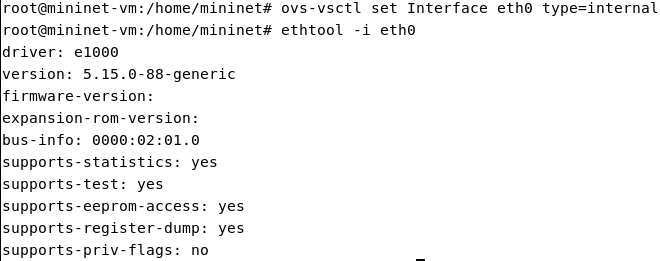 root@mininet-vm:/home/mininet# ovs-vsctl set Interface eth0 type=internal
root@mininet-vm:/home/mininet# ethtool -i eth0
driver: e1000
version: 5.15.0-88-generic
firmware-version:
expansion-rom-version:
bus-info: 0000:02:01.0
supports-statistics: yes
supports-test: yes
supports-eeprom-access: yes
supports-register-dump: yes
supports-priv-flags: no